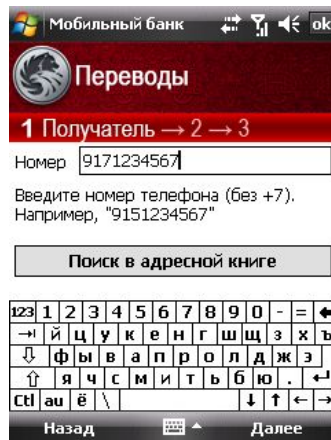 Мобильный банк ok
Переводы
1 Получатель → 2 → 3
Номер 9171234567
Введите номер телефона (без +7).
Например, "9151234567"
Поиск в адресной книге
123 1 2 3 4 5 6 7 8 9 0 - =
й ц у к е н г ш щ з х ъ
ф ы в а п р о л д ж э
я ч с м и т ь б ю .
Ctl au ё \
Назад Далее